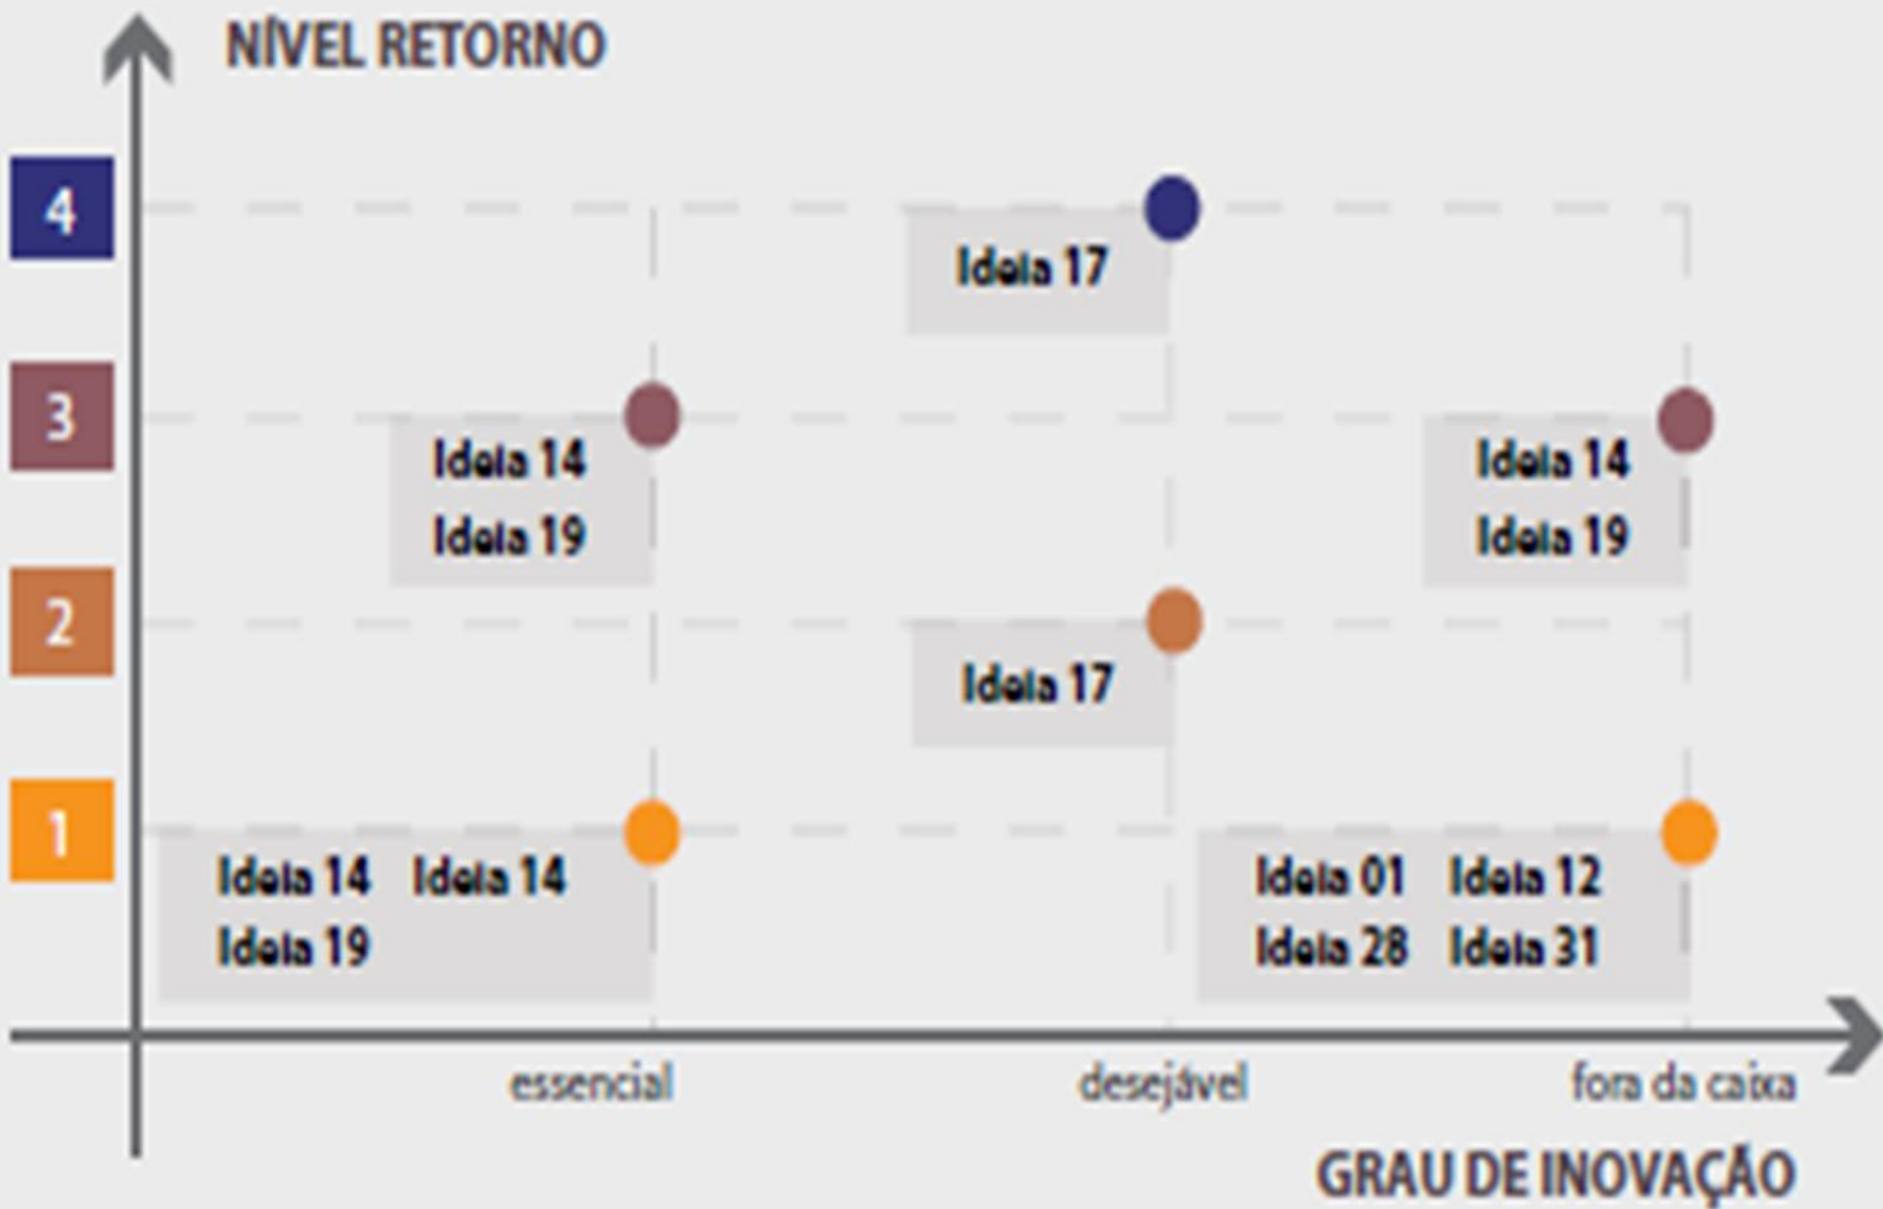 NÍVEL RETORNO
4
Ideia 17
3
Ideia 14
Ideia 19
Ideia 14
Ideia 19
2
Ideia 17
1
Ideia 14 Ideia 14
Ideia 19
Ideia 01 Ideia 12
Ideia 28 Ideia 31
essencial
desejável
fora da caixa
GRAU DE INOVAÇÃO